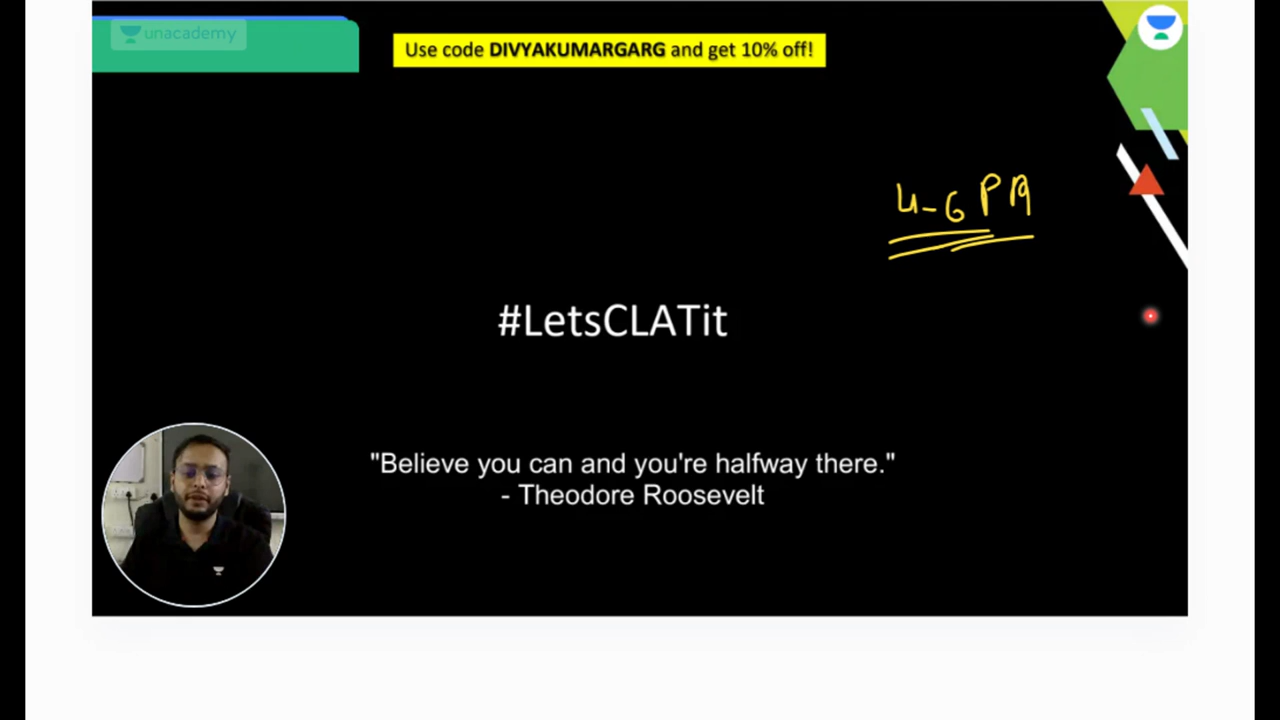 unacademy
Use code DIVYAKUMARGARG and get 10% off!
4-6 PM
#LetsCLATit
"Believe you can and you're halfway there."
- Theodore Roosevelt